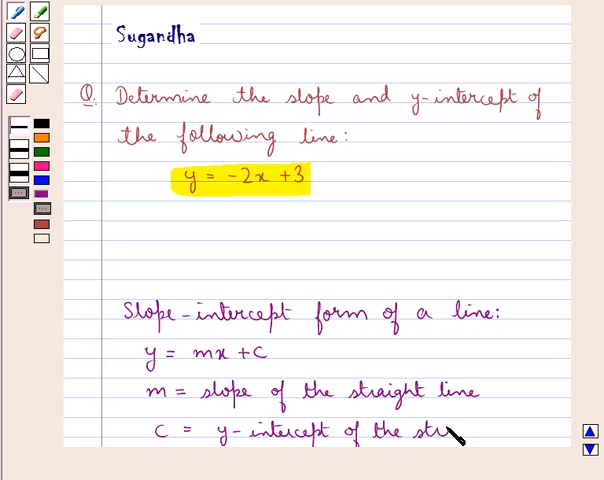 Sugandha
Q. Determine the slope and y-intercept of
the following line:
y = -2x + 3
Slope-intercept form of a line:
y = mx + c
m = slope of the straight line
c = y-intercept of the str